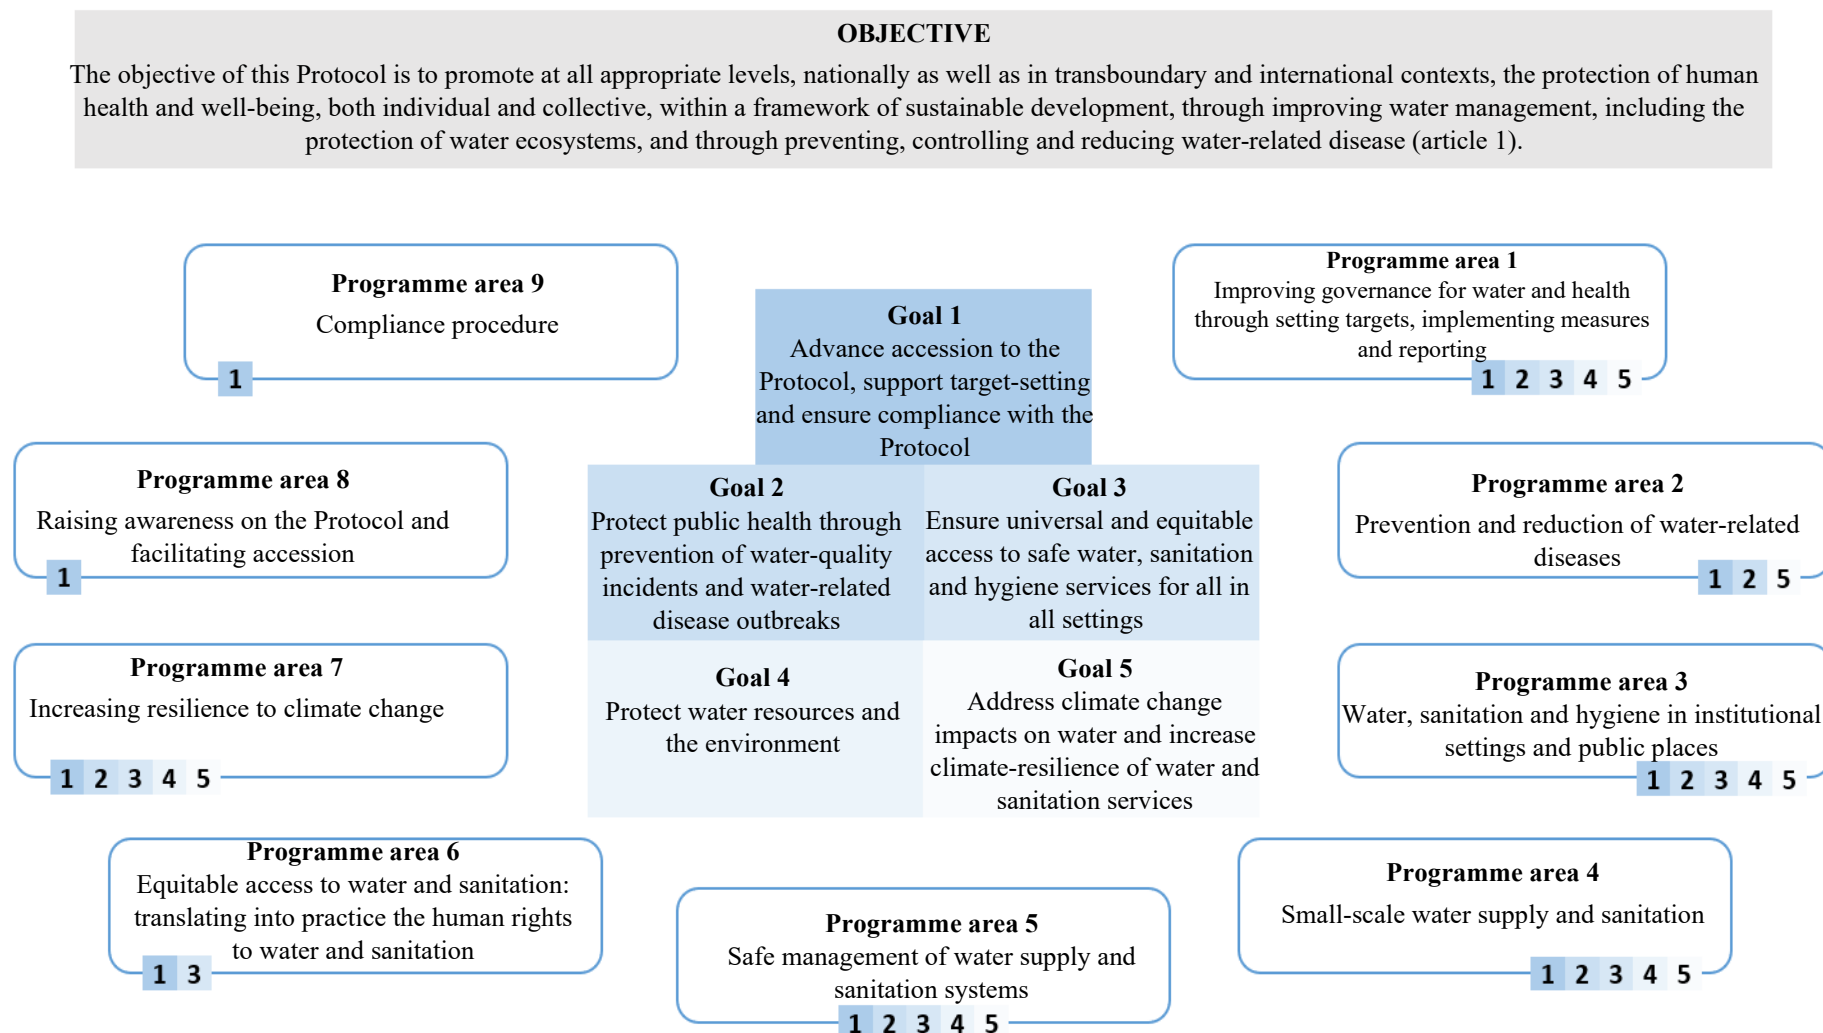 OBJECTIVE
The objective of this Protocol is to promote at all appropriate levels, nationally as well as in transboundary and international contexts, the protection of human
health and well-being, both individual and collective, within a framework of sustainable development, through improving water management, including the
protection of water ecosystems, and through preventing, controlling and reducing water-related disease (article 1).
Programme area 9
Compliance procedure
1
Goal 1
Advance accession to the
Protocol, support target-setting
and ensure compliance with the
Protocol
Programme area 1
Improving governance for water and health
through setting targets, implementing measures
and reporting
1 2 3 4 5
Programme area 8
Raising awareness on the Protocol and
facilitating accession
1
Goal 2
Protect public health through
prevention of water-quality
incidents and water-related
disease outbreaks
Goal 3
Ensure universal and equitable
access to safe water, sanitation
and hygiene services for all in
all settings
Programme area 2
Prevention and reduction of water-related
diseases
1 2 5
Programme area 7
Increasing resilience to climate change
1 2 3 4 5
Goal 4
Protect water resources and
the environment
Goal 5
Address climate change
impacts on water and increase
climate-resilience of water and
sanitation services
Programme area 3
Water, sanitation and hygiene in institutional
settings and public places
1 2 3 4 5
Programme area 6
Equitable access to water and sanitation:
translating into practice the human rights
to water and sanitation
1 3
Programme area 5
Safe management of water supply and
sanitation systems
1 2 3 4 5
Programme area 4
Small-scale water supply and sanitation
1 2 3 4 5